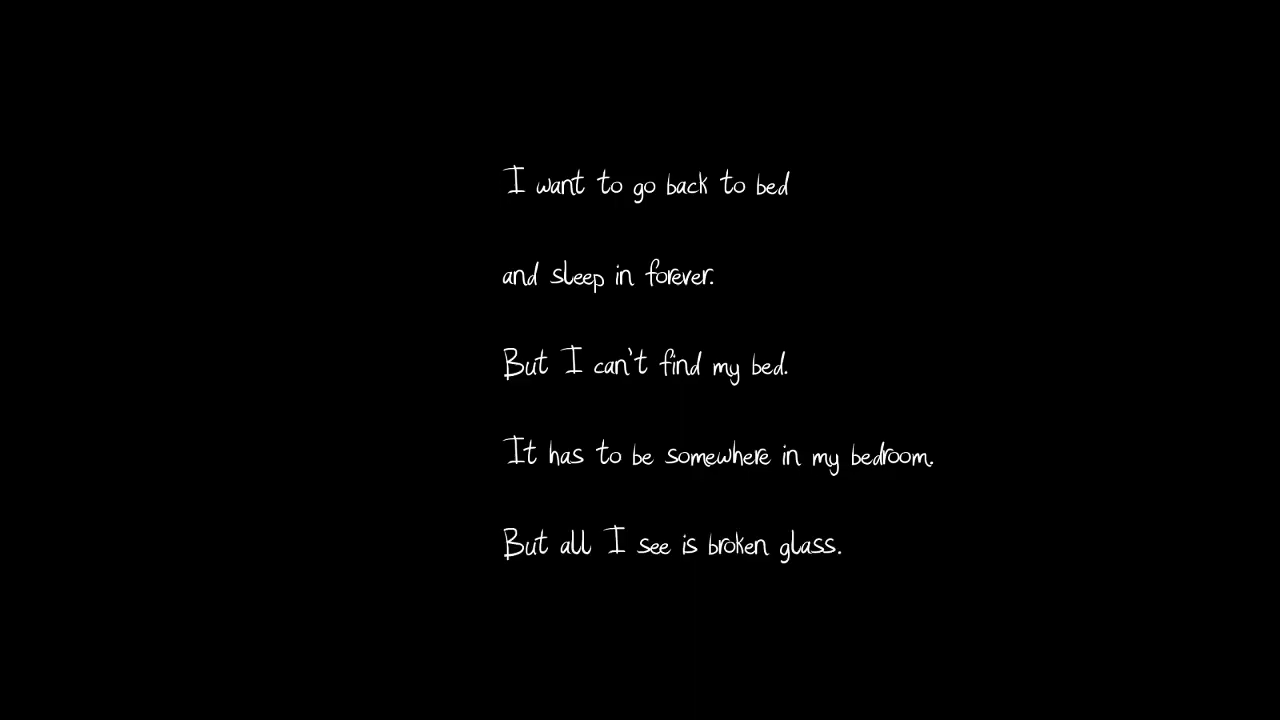 I want to go back to bed
and sleep in forever.
But I can't find my bed.
It has to be somewhere in my bedroom.
But all I see is broken glass.